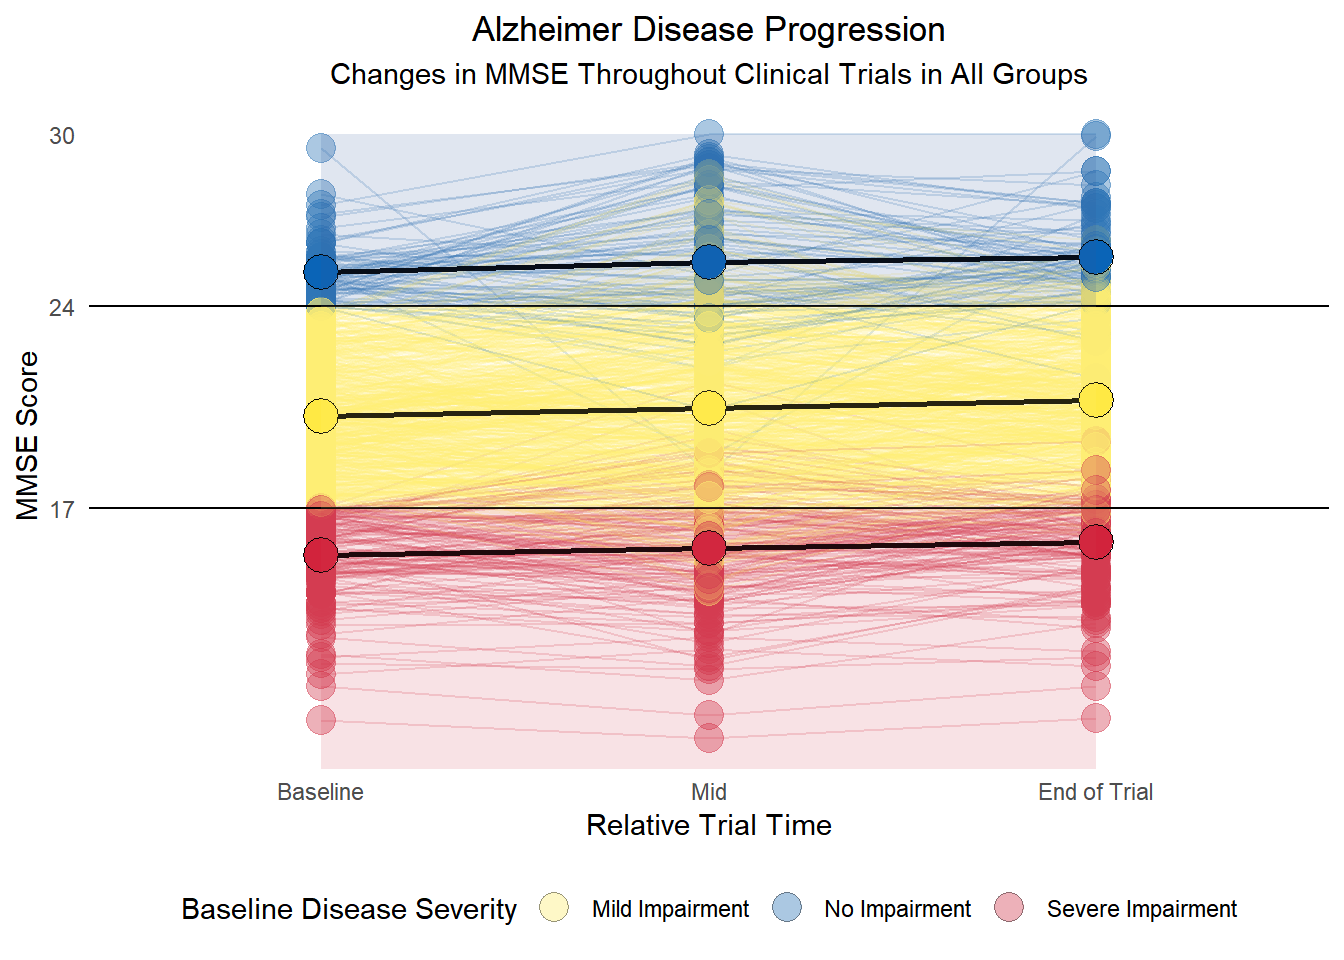 Alzheimer Disease Progression
Changes in MMSE Throughout Clinical Trials in All Groups
30
24
17
MMSE Score
Baseline Mid End of Trial
Relative Trial Time
Baseline Disease Severity Mild Impairment No Impairment Severe Impairment